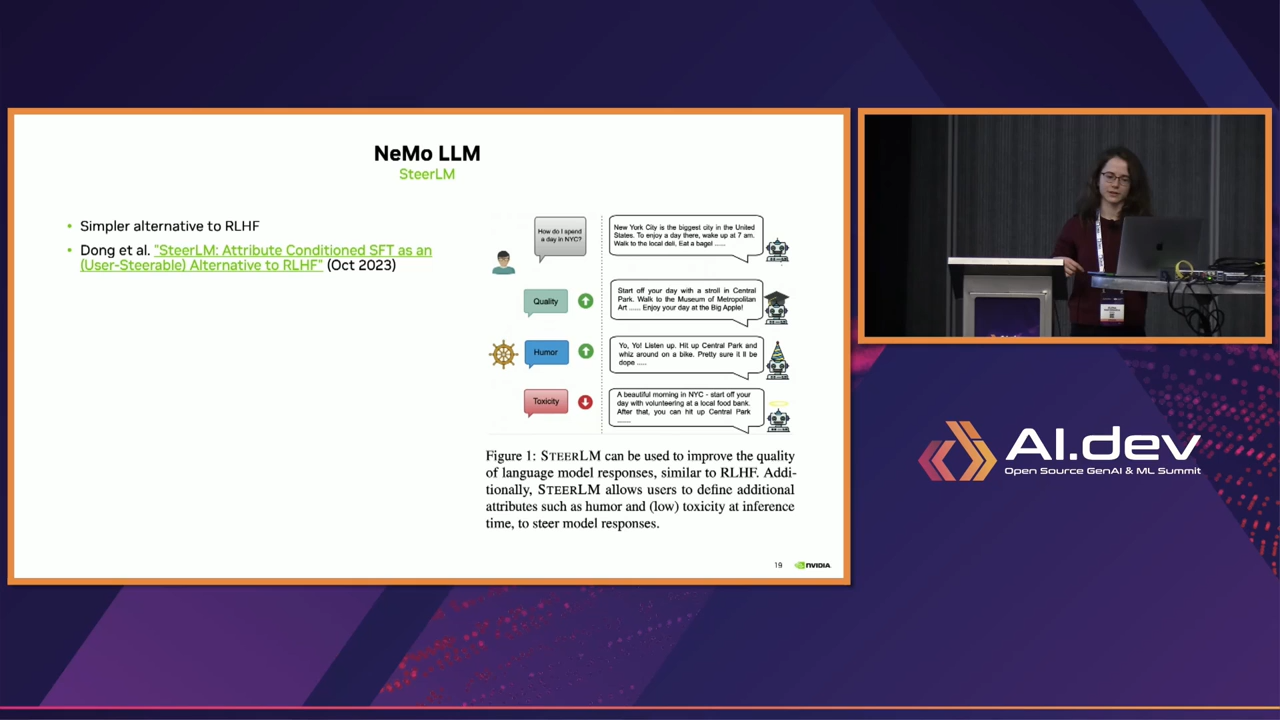 NeMo LLM
SteerLM
• Simpler alternative to RLHF
• Dong et al. "SteerLM: Attribute Conditioned SFT as an
(User-Steerable) Alternative to RLHF" (Oct 2023)
How do I spend
a day in NYC?
New York City is the biggest city in the United
States. To enjoy a day there, wake up at 7 am.
Walk to the local deli, Eat a bagel ......
Quality
Start off your day with a stroll in Central
Park. Walk to the Museum of Metropolitan
Art ...... Enjoy your day at the Big Apple!
Humor
Yo, Yo! Listen up. Hit up Central Park and
whiz around on a bike. Pretty sure it ll be
dope .....
Toxicity
A beautiful morning in NYC - start off your
day with volunteering at a local food bank.
After that, you can hit up Central Park
......
Figure 1: STEERLM can be used to improve the quality
of language model responses, similar to RLHF. Addi-
tionally, STEERLM allows users to define additional
attributes such as humor and (low) toxicity at inference
time, to steer model responses.
19
NVIDIA
AI.dev
Open Source GenAI & ML Summit